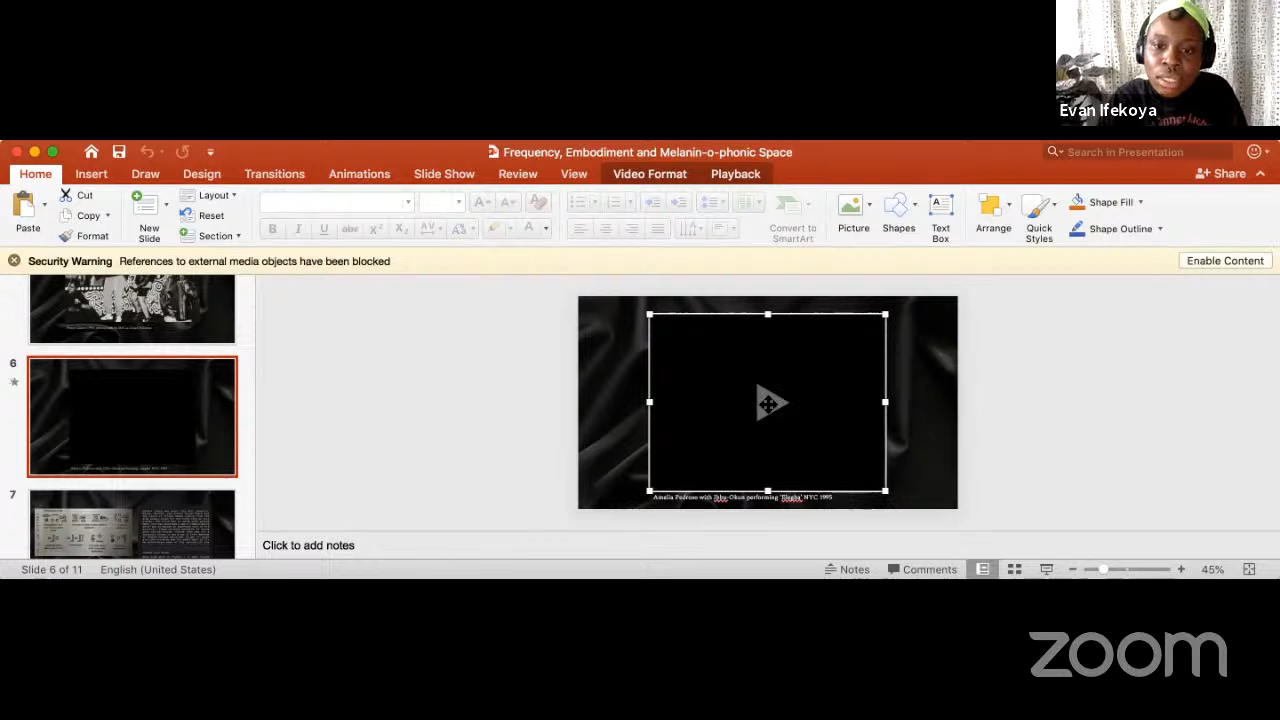 Evan Ifekoya
Frequency, Embodiment and Melanin-o-phonic Space
Search in Presentation
Home Insert Draw Design Transitions Animations Slide Show Review View Video Format Playback Share
Paste
Cut
Copy
Format
New Slide
Layout
Reset
Section
Convert to SmartArt
Picture
Shapes
Text Box
Arrange
Quick Styles
Shape Fill
Shape Outline
Security Warning References to external media objects have been blocked Enable Content
6
7
Amelia Pedroso with Ibbu-Okun performing 'Elegba' NYC 1995
Click to add notes
Slide 6 of 11 English (United States) Notes Comments 45%
zoom